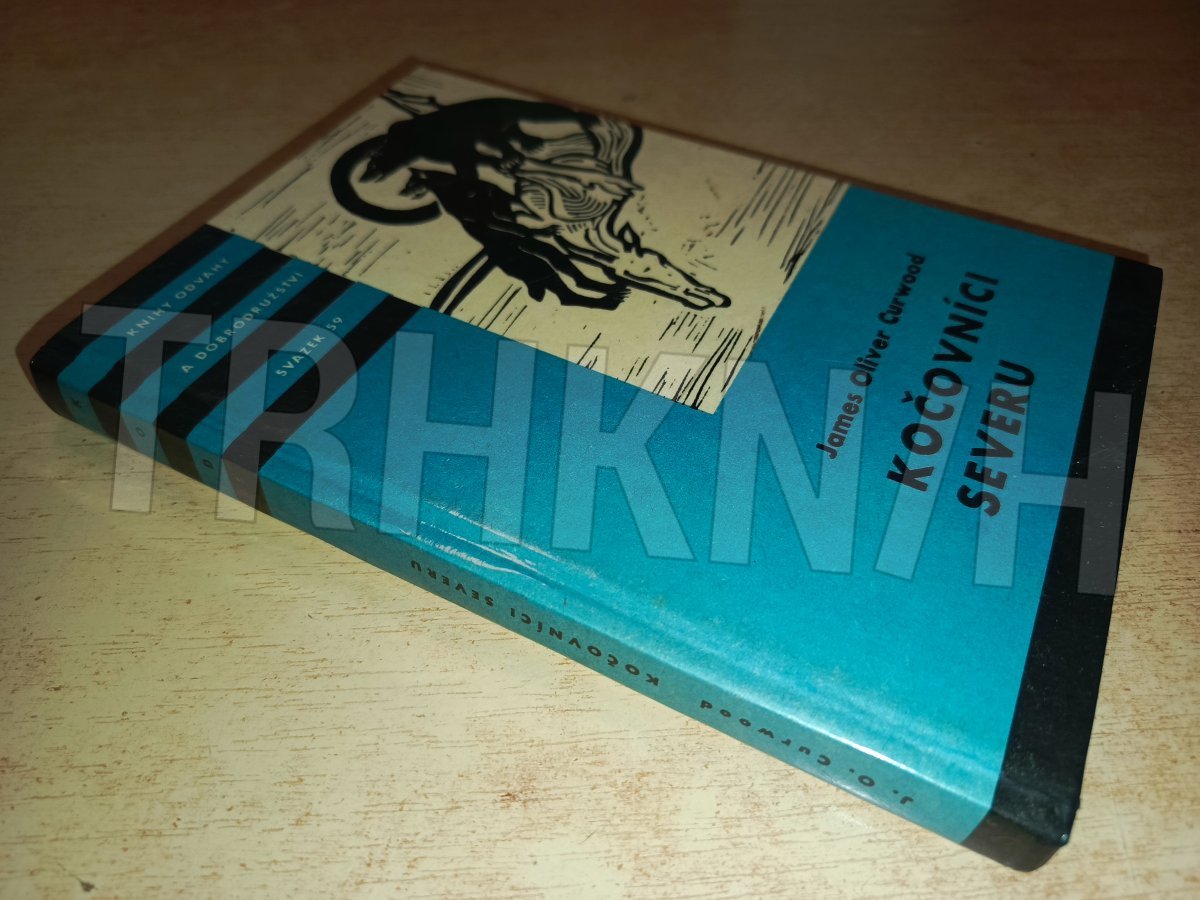 KNIHY ODVAHY
A DOBRODRUŽSTVÍ
SVAZEK 59
James Oliver Curwood
KOČOVNÍCI
SEVERU
K O D
J. O. Curwood KOČOVNÍCI SEVERU
TRHKNIH